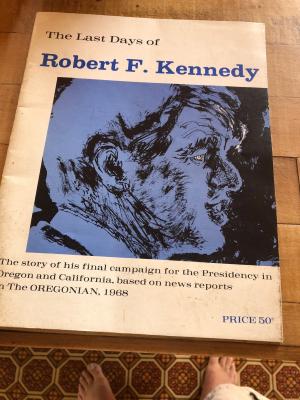 The Last Days of
Robert F. Kennedy
The story of his final campaign for the Presidency in
Oregon and California, based on news reports
in The OREGONIAN, 1968
PRICE 50¢